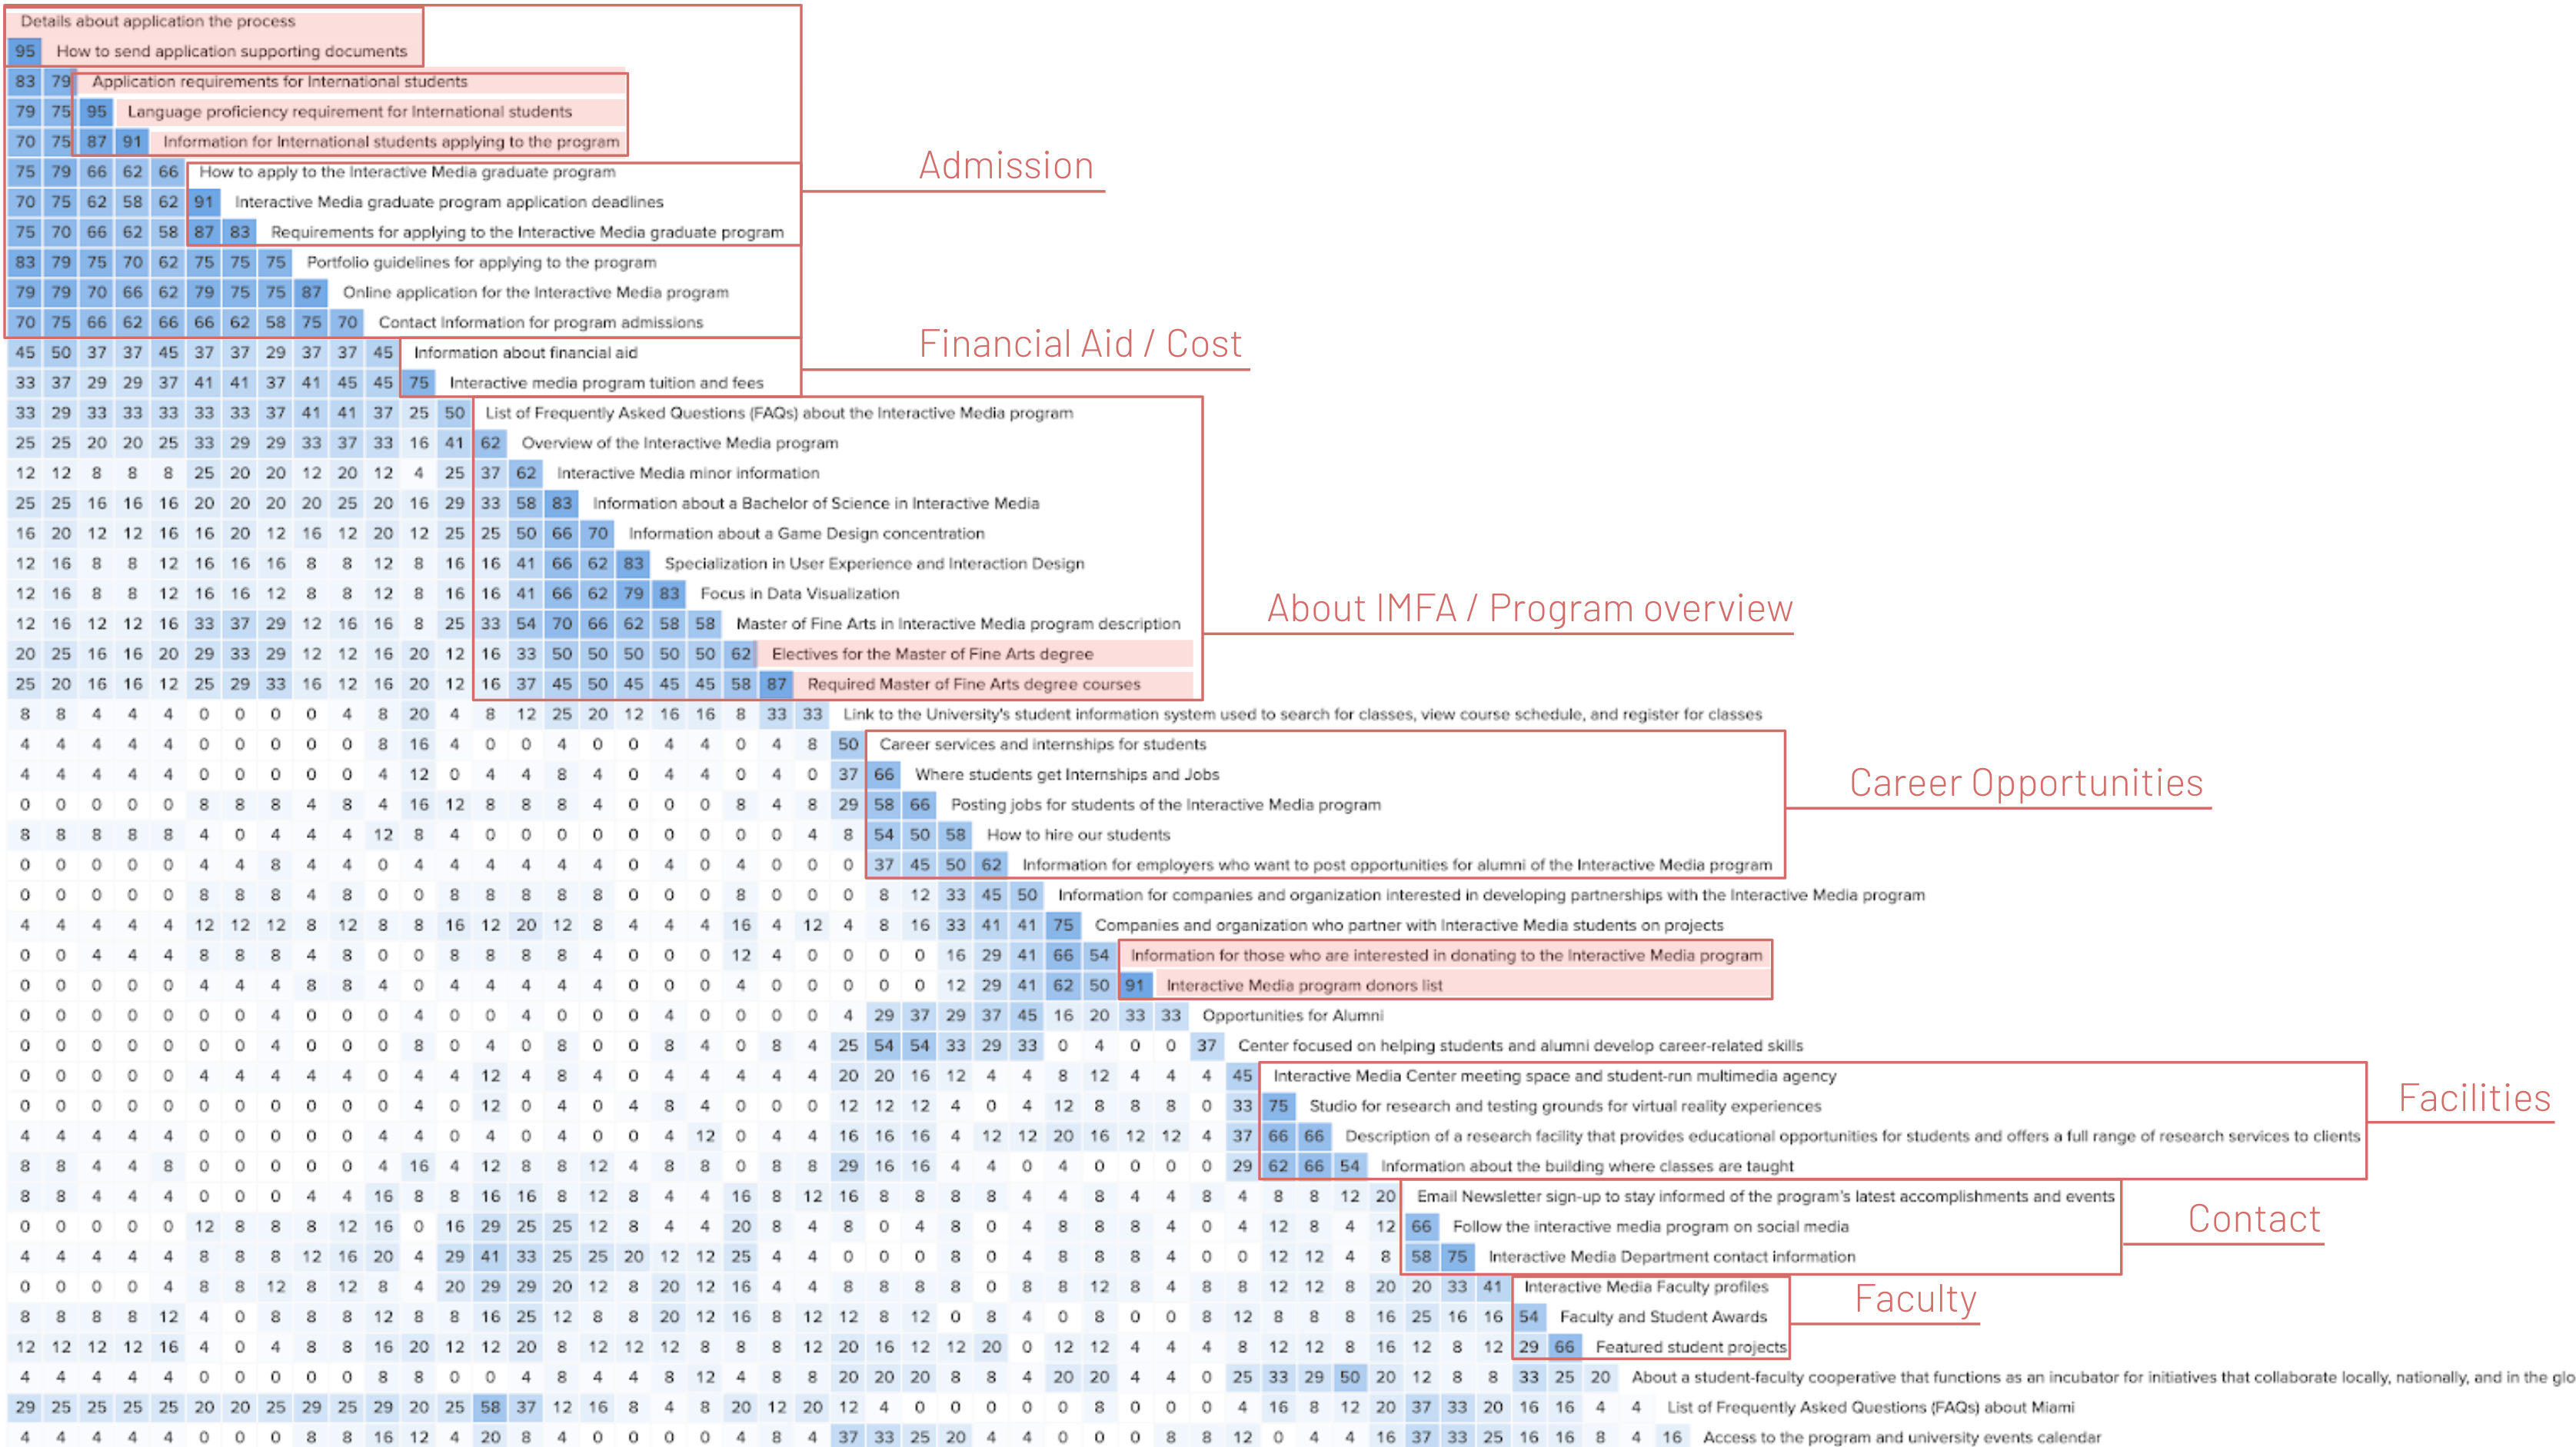 Details about application the process
95 How to send application supporting documents
83 79 Application requirements for International students
79 75 95 Language proficiency requirement for International students
70 75 87 91 Information for International students applying to the program
Admission
75 79 66 62 66 How to apply to the Interactive Media graduate program
70 75 62 58 62 91 Interactive Media graduate program application deadlines
75 70 66 62 58 87 83 Requirements for applying to the Interactive Media graduate program
83 79 75 70 62 75 75 75 Portfolio guidelines for applying to the program
79 79 70 66 62 79 75 75 87 Online application for the Interactive Media program
70 75 66 62 66 66 62 58 75 70 Contact Information for program admissions
Financial Aid / Cost
45 50 37 37 45 37 37 29 37 37 45 Information about financial aid
33 37 29 29 37 41 41 37 41 45 45 75 Interactive media program tuition and fees
33 29 33 33 33 33 33 37 41 41 37 25 50 List of Frequently Asked Questions (FAQs) about the Interactive Media program
25 25 20 20 25 33 29 29 33 37 33 16 41 62 Overview of the Interactive Media program
12 12 8 8 8 25 20 20 12 20 12 4 25 37 62 Interactive Media minor information
25 25 16 16 16 20 20 20 20 25 20 16 29 33 58 83 Information about a Bachelor of Science in Interactive Media
16 20 12 12 16 16 20 12 16 12 20 12 25 25 50 66 70 Information about a Game Design concentration
12 16 8 8 12 16 16 16 8 8 12 8 16 16 41 66 62 83 Specialization in User Experience and Interaction Design
12 16 8 8 12 16 16 12 8 8 12 8 16 16 41 66 62 79 83 Focus in Data Visualization
About IMFA / Program overview
12 16 12 12 16 33 37 29 12 16 16 8 25 33 54 70 66 62 58 58 Master of Fine Arts in Interactive Media program description
20 25 16 16 20 29 33 29 12 12 16 20 12 16 33 50 50 50 50 50 62 Electives for the Master of Fine Arts degree
25 20 16 16 12 25 29 33 16 12 16 20 12 16 37 45 50 45 45 45 58 87 Required Master of Fine Arts degree courses
8 8 4 4 4 0 0 0 0 4 8 20 4 8 12 25 20 12 16 16 8 33 33 Link to the University's student information system used to search for classes, view course schedule, and register for classes
4 4 4 4 4 0 0 0 0 0 8 16 4 0 0 4 0 0 4 4 0 4 8 50 Career services and internships for students
4 4 4 4 4 0 0 0 0 0 4 12 0 4 4 8 4 0 4 4 0 4 0 37 66 Where students get Internships and Jobs
Career Opportunities
0 0 0 0 0 8 8 8 4 8 4 16 12 8 8 8 4 0 0 0 8 4 8 29 58 66 Posting jobs for students of the Interactive Media program
8 8 8 8 8 4 0 4 4 4 12 8 4 0 0 0 0 0 0 0 0 0 4 8 54 50 58 How to hire our students
0 0 0 0 0 4 4 8 4 4 0 4 4 4 4 4 4 0 4 0 4 0 0 0 37 45 50 62 Information for employers who want to post opportunities for alumni of the Interactive Media program
0 0 0 0 0 8 8 8 4 8 0 0 8 8 8 8 8 0 0 0 8 0 0 0 8 12 33 45 50 Information for companies and organization interested in developing partnerships with the Interactive Media program
4 4 4 4 4 12 12 12 8 12 8 8 16 12 20 12 8 4 4 4 16 4 12 4 8 16 33 41 41 75 Companies and organization who partner with Interactive Media students on projects
0 0 4 4 4 8 8 8 4 8 0 0 8 8 8 8 4 0 0 0 12 4 0 0 0 0 16 29 41 66 54 Information for those who are interested in donating to the Interactive Media program
0 0 0 0 0 4 4 4 8 8 4 0 4 4 4 4 4 0 0 0 4 0 0 0 0 0 12 29 41 62 50 91 Interactive Media program donors list
0 0 0 0 0 0 0 4 0 0 0 4 0 0 4 0 0 0 4 0 0 0 0 4 29 37 29 37 45 16 20 33 33 Opportunities for Alumni
0 0 0 0 0 0 0 4 0 0 0 8 0 4 0 8 0 0 8 4 0 8 4 25 54 54 33 29 33 0 4 0 0 37 Center focused on helping students and alumni develop career-related skills
0 0 0 0 0 4 4 4 4 4 0 4 4 12 4 8 4 0 4 4 4 4 4 20 20 16 12 4 4 8 12 4 4 4 45 Interactive Media Center meeting space and student-run multimedia agency
Facilities
0 0 0 0 0 0 0 0 0 0 0 4 0 12 0 4 0 4 8 4 0 0 0 12 12 12 4 0 4 12 8 8 8 0 33 75 Studio for research and testing grounds for virtual reality experiences
4 4 4 4 4 0 0 0 0 0 4 4 0 4 0 4 0 0 4 12 0 4 4 16 16 16 4 12 12 20 16 12 12 4 37 66 66 Description of a research facility that provides educational opportunities for students and offers a full range of research services to clients
8 8 4 4 8 0 0 0 0 0 4 16 4 12 8 8 12 4 8 8 0 8 8 29 16 16 4 4 0 4 0 0 0 0 29 62 66 54 Information about the building where classes are taught
8 8 4 4 4 0 0 0 4 4 16 8 8 16 16 8 12 8 4 4 16 8 12 16 8 8 8 8 4 4 8 4 4 8 4 8 8 12 20 Email Newsletter sign-up to stay informed of the program's latest accomplishments and events
Contact
0 0 0 0 0 12 8 8 8 12 16 0 16 29 25 25 12 8 4 4 20 8 4 8 0 4 8 0 4 8 8 8 4 0 4 12 8 4 12 66 Follow the interactive media program on social media
4 4 4 4 4 8 8 8 12 16 20 4 29 41 33 25 25 20 12 12 25 4 4 0 0 0 8 0 4 8 8 8 4 0 0 12 12 4 8 58 75 Interactive Media Department contact information
0 0 0 0 4 8 8 12 8 12 8 4 20 29 29 20 12 8 20 12 16 4 4 8 8 8 8 0 8 8 12 8 4 8 8 12 12 8 20 20 33 41 Interactive Media Faculty profiles
Faculty
8 8 8 8 12 4 0 8 8 8 12 8 8 16 25 12 8 8 20 12 16 8 12 12 8 12 0 8 4 0 8 0 0 8 12 8 8 8 16 25 16 16 54 Faculty and Student Awards
12 12 12 12 16 4 0 4 8 8 16 20 12 12 20 8 12 12 12 8 8 8 12 20 16 12 12 20 0 12 12 4 4 4 8 12 12 8 16 12 8 12 29 66 Featured student projects
4 4 4 4 4 0 0 0 0 0 8 8 0 0 4 8 4 4 8 12 4 8 8 20 20 20 8 8 4 20 20 4 4 0 25 33 29 50 20 12 8 8 33 25 20 About a student-faculty cooperative that functions as an incubator for initiatives that collaborate locally, nationally, and in the glo
29 25 25 25 25 20 20 25 29 25 29 20 25 58 37 12 16 8 4 8 20 12 20 12 4 0 0 0 0 0 8 0 0 0 4 16 8 12 20 37 33 20 16 16 4 4 List of Frequently Asked Questions (FAQs) about Miami
4 4 4 4 4 0 0 0 8 8 16 12 4 20 8 4 0 0 0 0 4 8 4 37 33 25 20 4 4 0 0 0 8 8 12 0 4 4 16 37 33 25 16 16 8 4 16 Access to the program and university events calendar